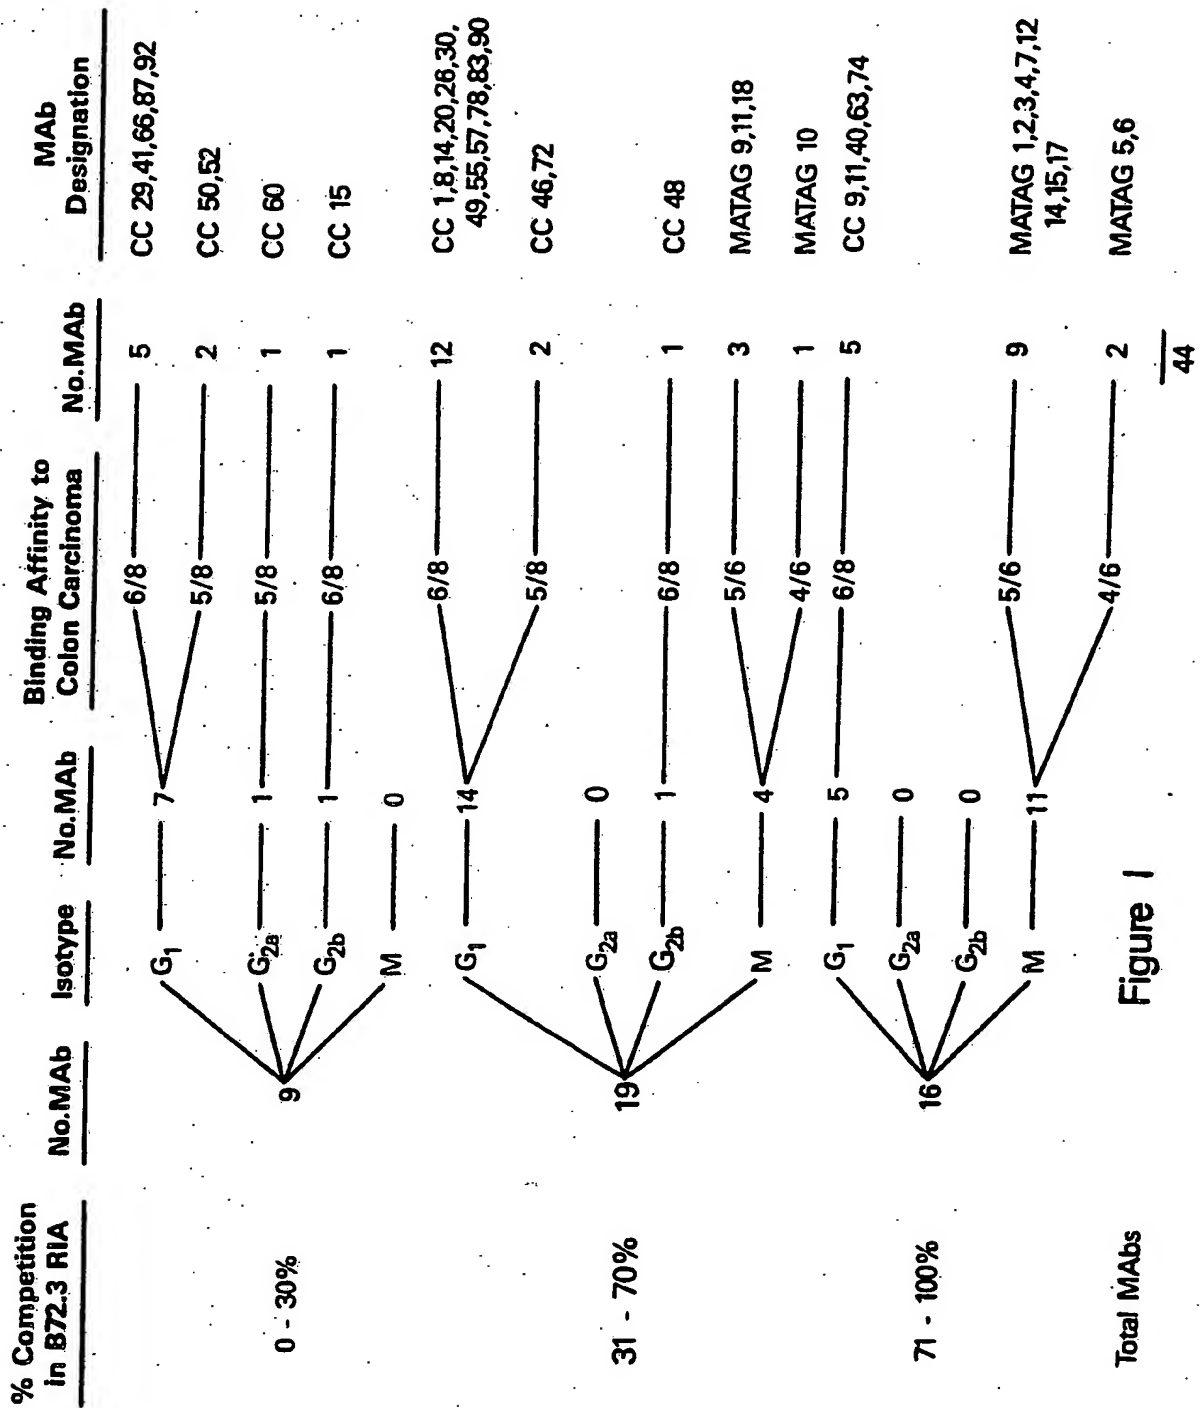 % Competition
in B72.3 RIA
No.MAb
Isotype
No.MAb
Binding Affinity to
Colon Carcinoma
No.MAb
MAb
Designation
0 - 30%
9
G1 7 6/8 5 CC 29,41,66,87,92
5/8 2 CC 50,52
G2a 1 5/8 1 CC 60
G2b 1 6/8 1 CC 15
M 0
31 - 70%
19
G1 14 6/8 12 CC 1,8,14,20,26,30,
49,55,57,78,83,90
5/8 2 CC 46,72
G2a 0
G2b 1 6/8 1 CC 48
M 4 5/6 3 MATAG 9,11,18
4/6 1 MATAG 10
71 - 100%
16
G1 5 6/8 5 CC 9,11,40,63,74
G2a 0
G2b 0
M 11 5/6 9 MATAG 1,2,3,4,7,12
14,15,17
4/6 2 MATAG 5,6
Total MAbs 44
Figure 1